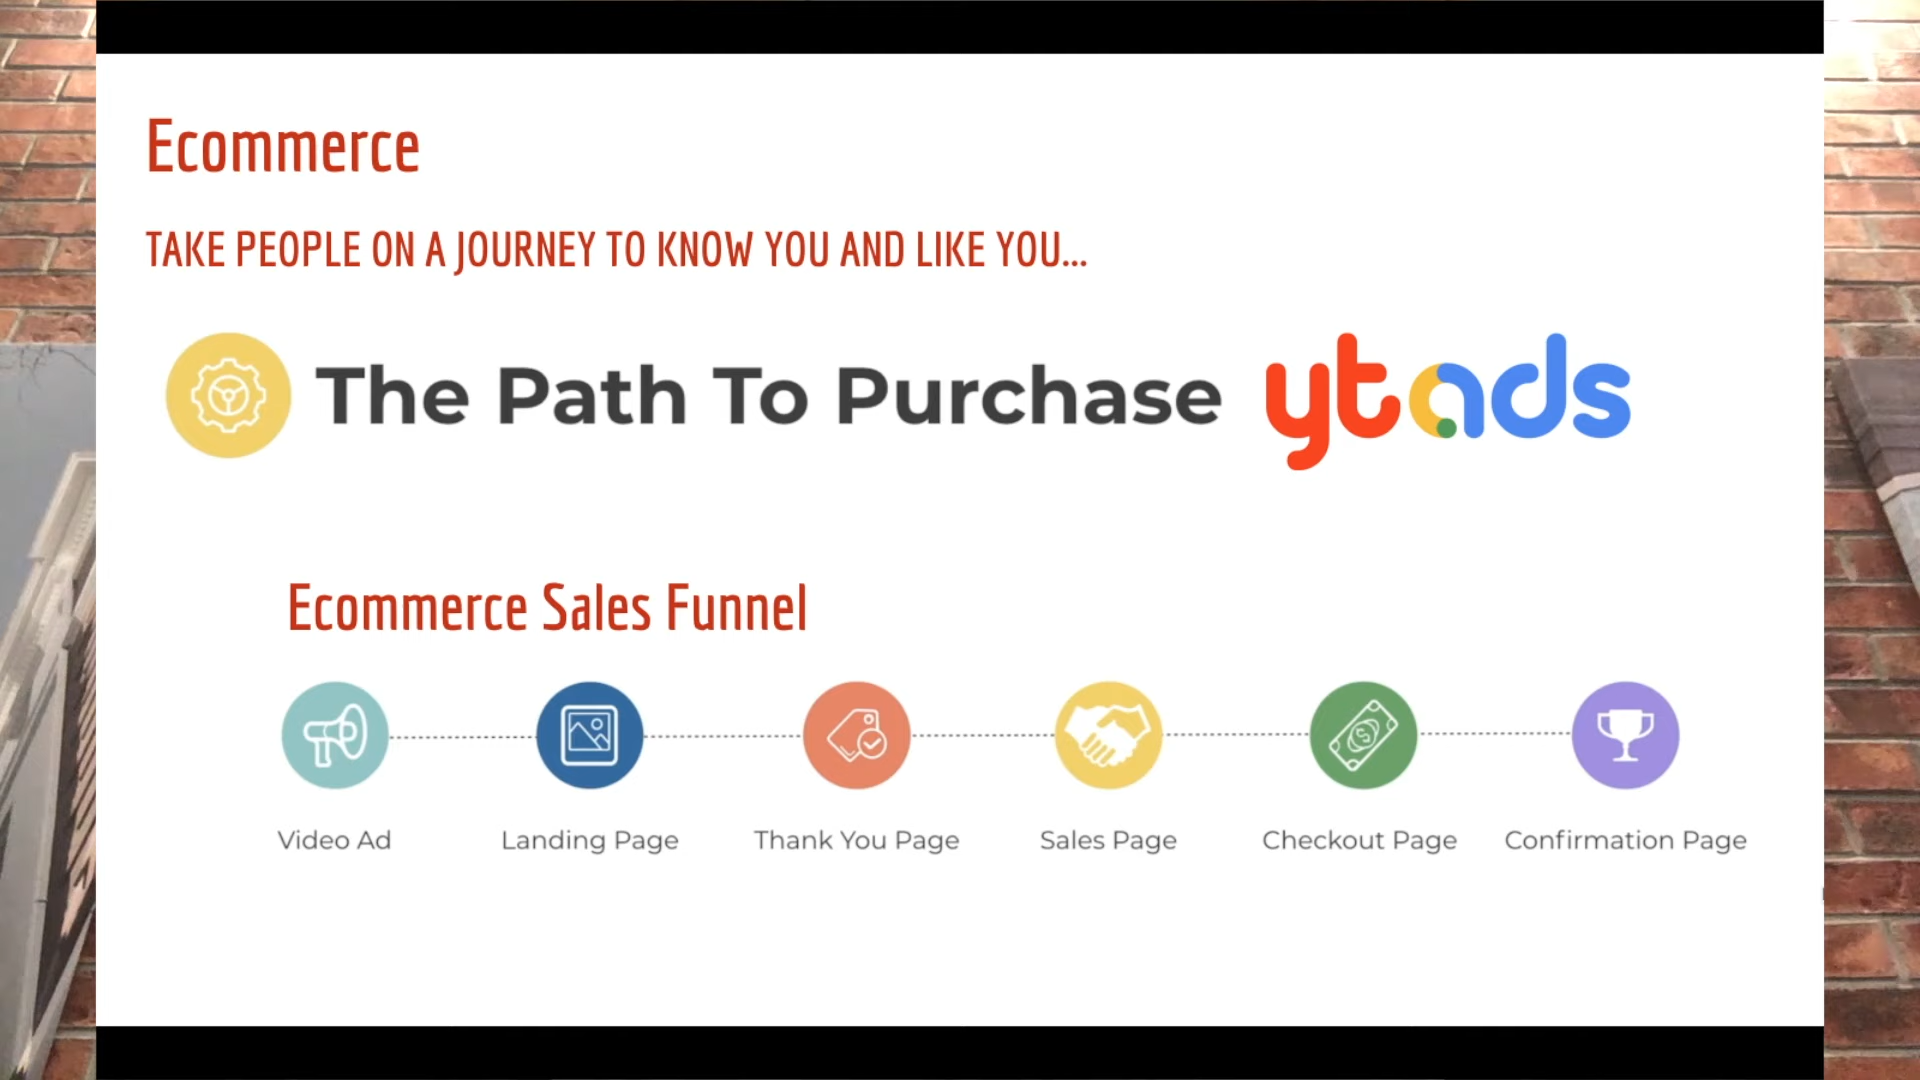 Ecommerce
TAKE PEOPLE ON A JOURNEY TO KNOW YOU AND LIKE YOU...
The Path To Purchase ytads
Ecommerce Sales Funnel
$
Video Ad Landing Page Thank You Page Sales Page Checkout Page Confirmation Page